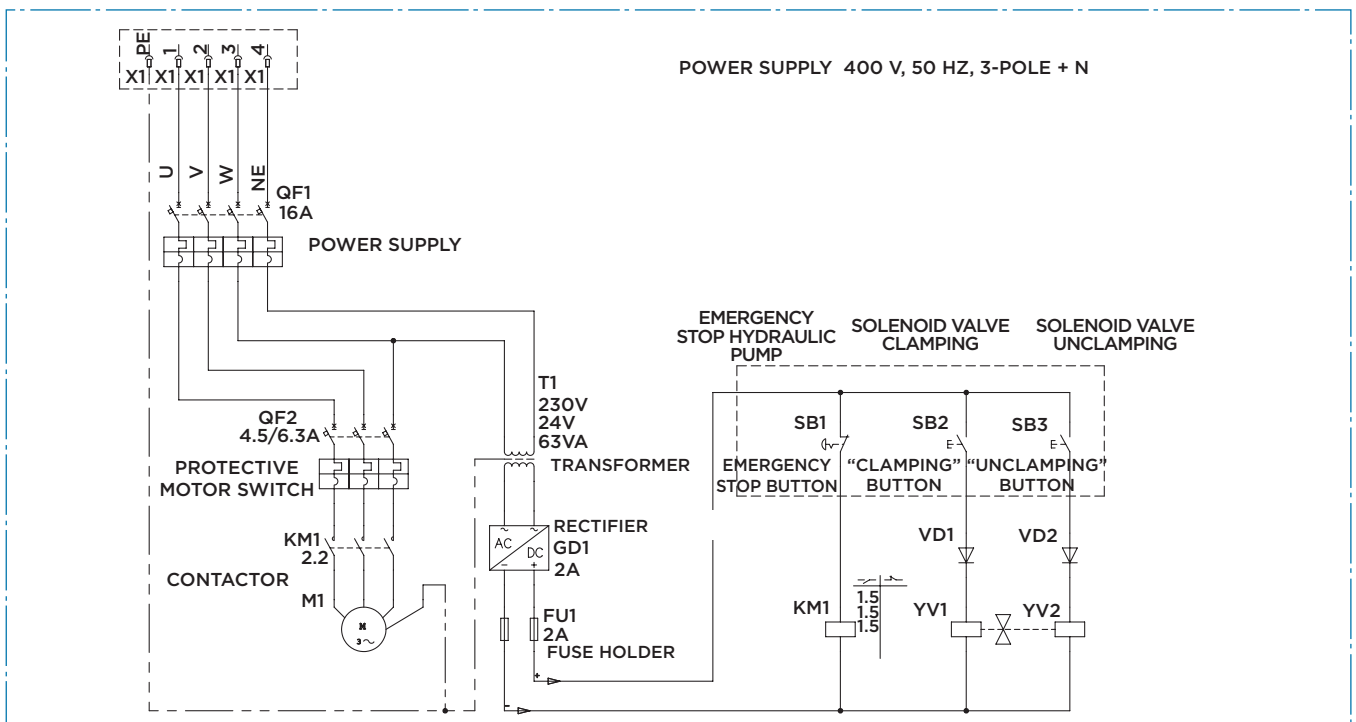 PE
1
2
3
4
X1
X1
X1
X1
X1
POWER SUPPLY 400 V, 50 HZ, 3-POLE + N
U
V
W
NE
QF1
16A
POWER SUPPLY
EMERGENCY
STOP HYDRAULIC
PUMP
SOLENOID VALVE
CLAMPING
SOLENOID VALVE
UNCLAMPING
T1
230V
24V
63VA
TRANSFORMER
QF2
4.5/6.3A
PROTECTIVE
MOTOR SWITCH
SB1
SB2
SB3
EMERGENCY
STOP BUTTON
“CLAMPING”
BUTTON
“UNCLAMPING”
BUTTON
KM1
2.2
CONTACTOR
M1
3~
~
~
AC
DC
-
+
RECTIFIER
GD1
2A
FU1
2A
FUSE HOLDER
+
-
VD1
VD2
KM1
1.5
1.5
1.5
YV1
YV2